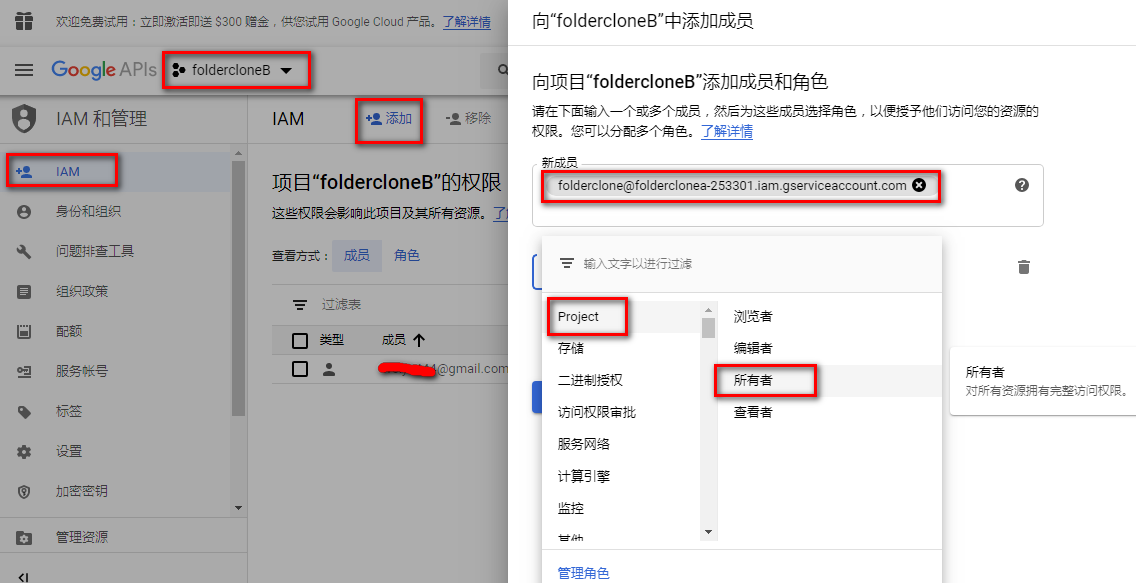 欢迎免费试用：立即激活即送 $300 赠金，供您试用 Google Cloud 产品。了解详情
Google APIs
foldercloneB
IAM 和管理
IAM
身份和组织
问题排查工具
组织政策
配额
服务帐号
标签
设置
加密密钥
管理资源
IAM
添加
移除
项目“foldercloneB”的权限
这些权限会影响此项目及其所有资源。
查看方式：
成员
角色
过滤表
类型
成员
@gmail.com
向“foldercloneB”中添加成员
向项目“foldercloneB”添加成员和角色
请在下面输入一个或多个成员，然后为这些成员选择角色，以便授予他们访问您的资源的
权限。您可以分配多个角色。了解详情
新成员
folderclone@folderclonea-253301.iam.gserviceaccount.com
输入文字以进行过滤
Project
存储
二进制授权
访问权限审批
服务网络
计算引擎
监控
其他
浏览者
编辑者
所有者
查看者
管理角色
所有者
对所有资源拥有完整访问权限。